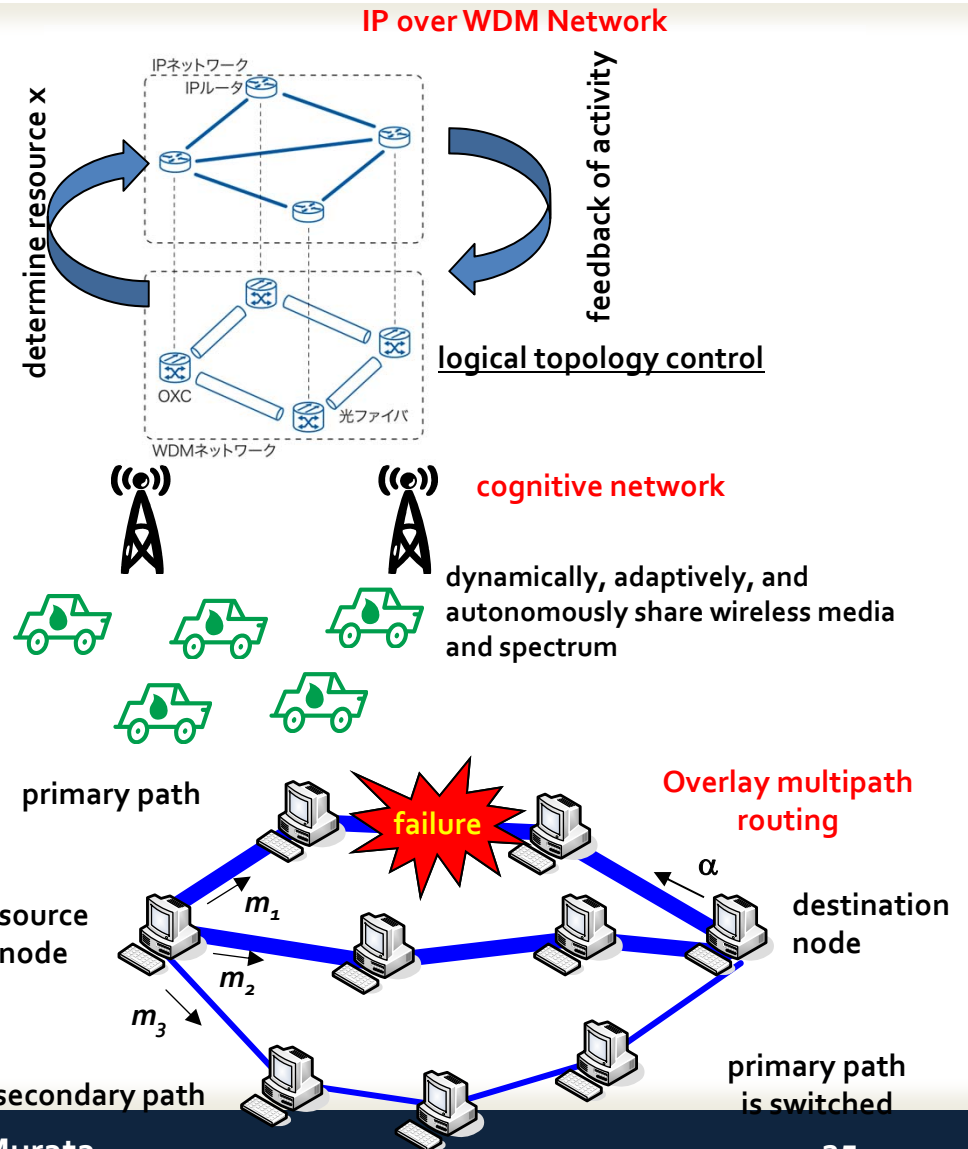 IP over WDM Network
IPネットワーク
IPルータ
determine resource x
feedback of activity
logical topology control
OXC
光ファイバ
WDMネットワーク
cognitive network
dynamically, adaptively, and
autonomously share wireless media
and spectrum
primary path
failure
Overlay multipath
routing
α
m1
source
node
destination
node
m2
m3
secondary path
primary path
is switched
Murata